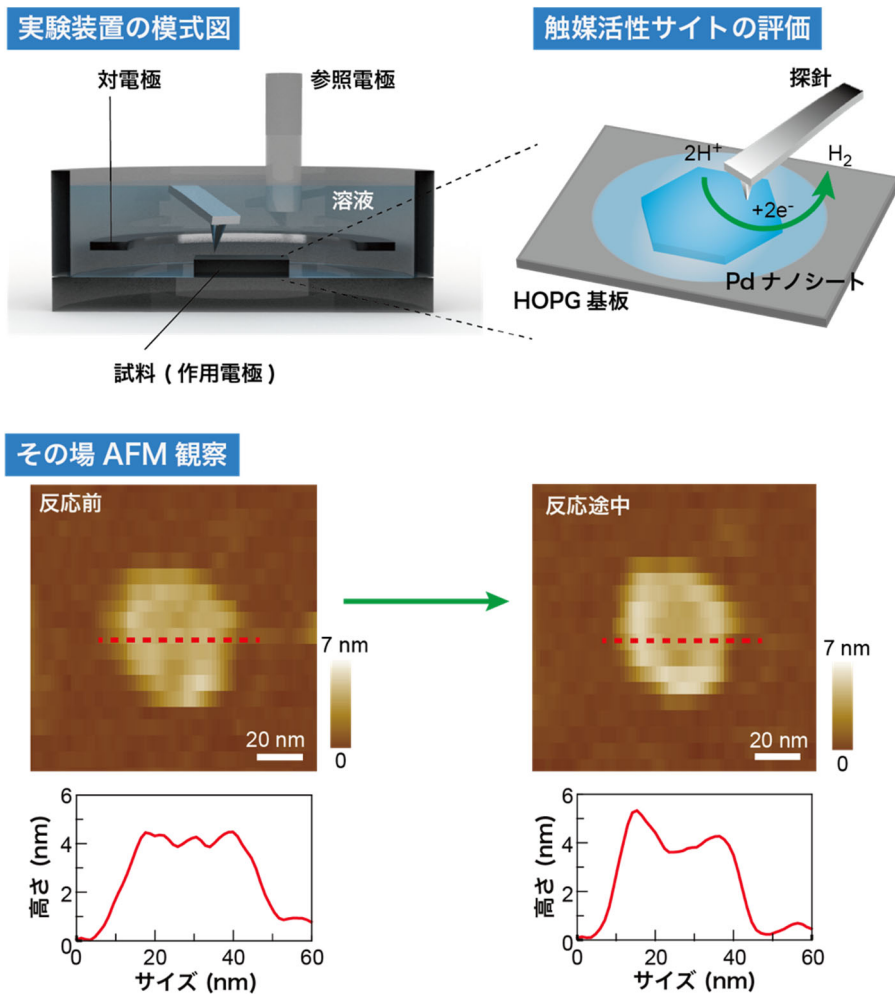 実験装置の模式図
対電極
参照電極
溶液
試料 ( 作用電極 )
触媒活性サイトの評価
探針
2H+
H2
+2e-
Pd ナノシート
HOPG 基板
その場 AFM 観察
反応前
7 nm
20 nm
0
反応途中
7 nm
20 nm
0
高さ (nm)
6
4
2
0
0 20 40 60
サイズ (nm)
高さ (nm)
6
4
2
0
0 20 40 60
サイズ (nm)